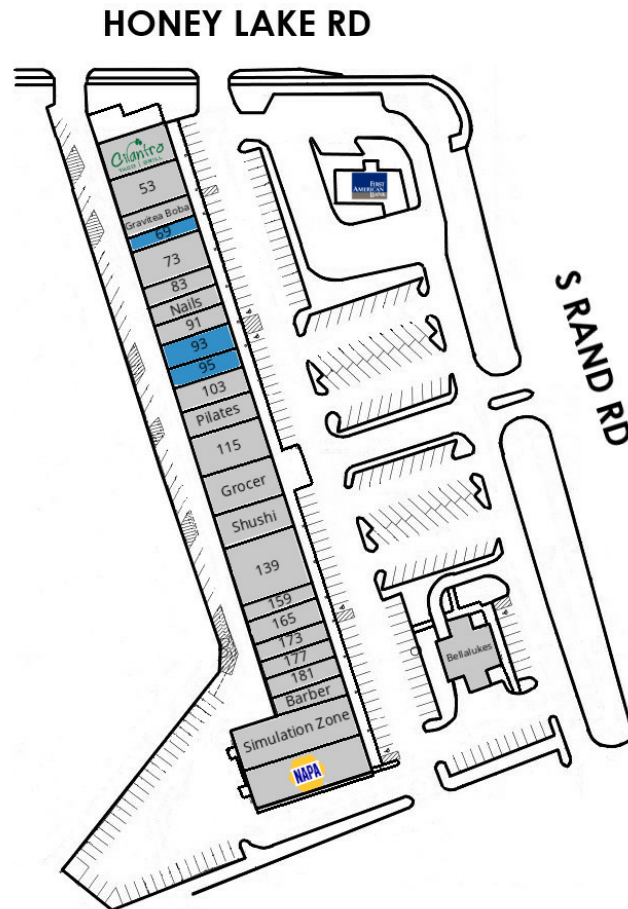 HONEY LAKE RD
Cilantro
53
Gravitea Boba
69
73
83
Nails
91
93
95
103
Pilates
115
Grocer
Shushi
139
159
165
173
177
181
Barber
Simulation Zone
NAPA
FIRST
AMERICAN
BANK
S RAND RD
Bellalukes